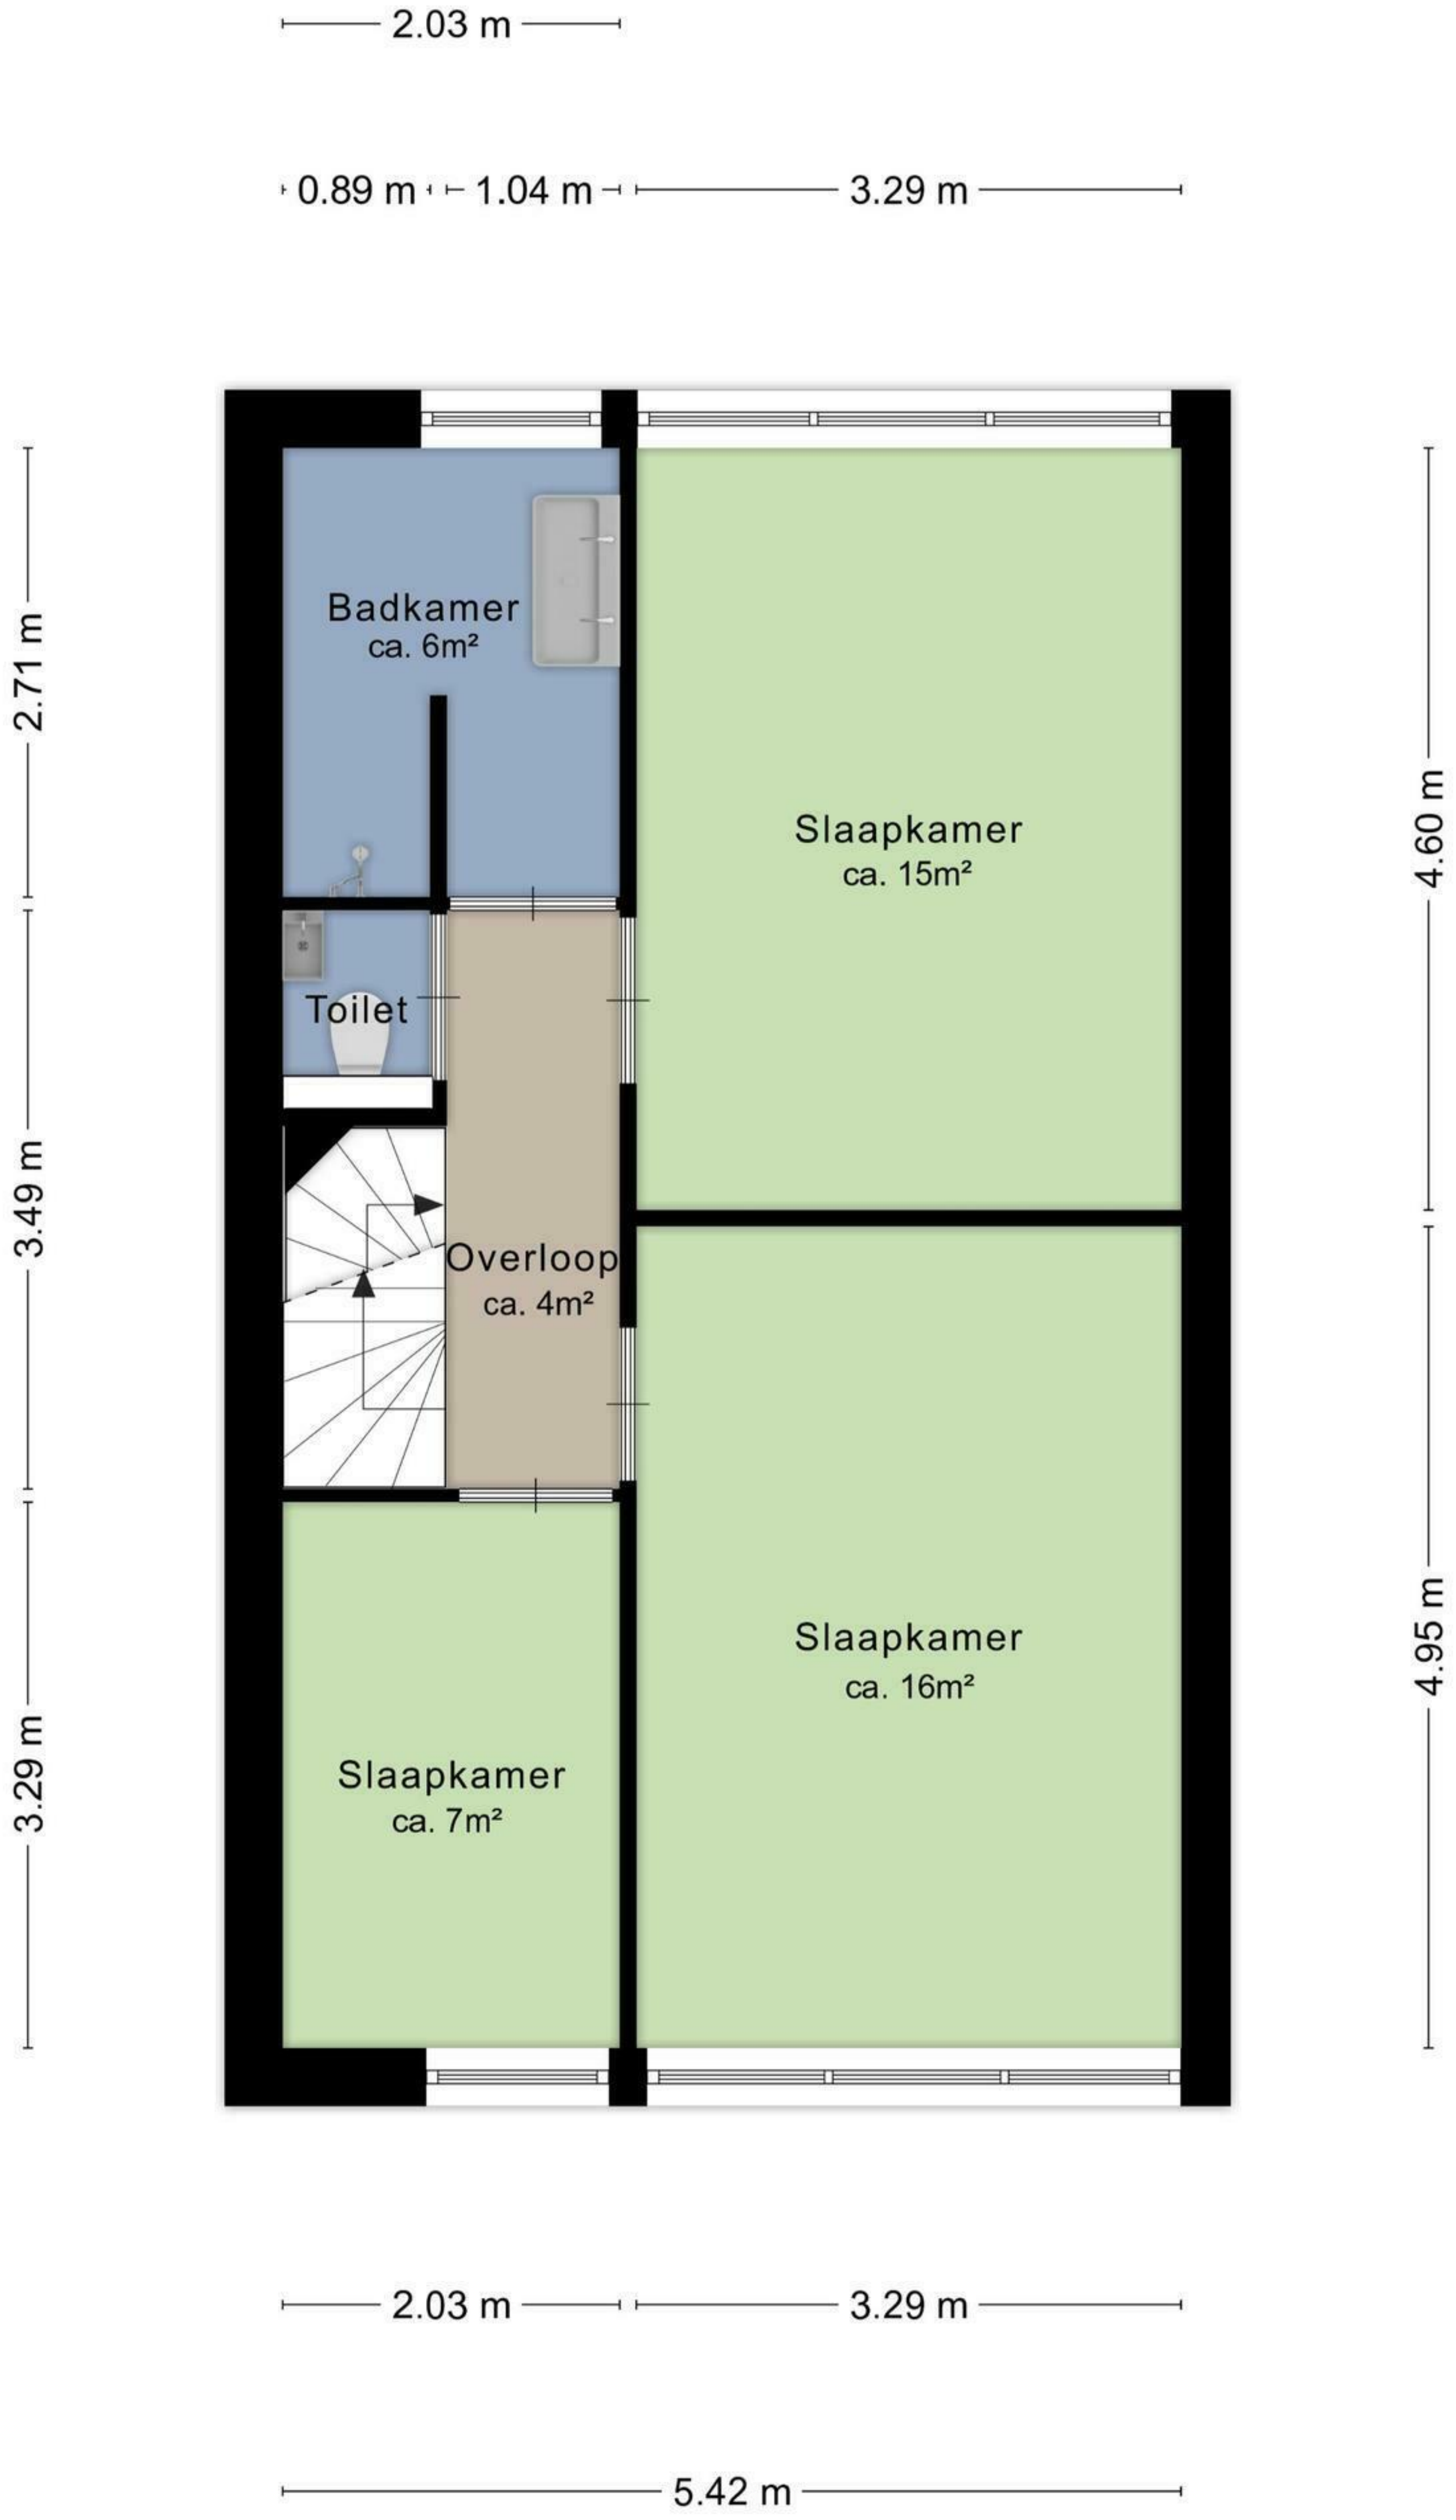 2.03 m
0.89 m
1.04 m
3.29 m
Badkamer
ca. 6m²
2.71 m
Slaapkamer
ca. 15m²
4.60 m
Toilet
3.49 m
Overloop
ca. 4m²
Slaapkamer
ca. 16m²
4.95 m
Slaapkamer
ca. 7m²
3.29 m
2.03 m
3.29 m
5.42 m